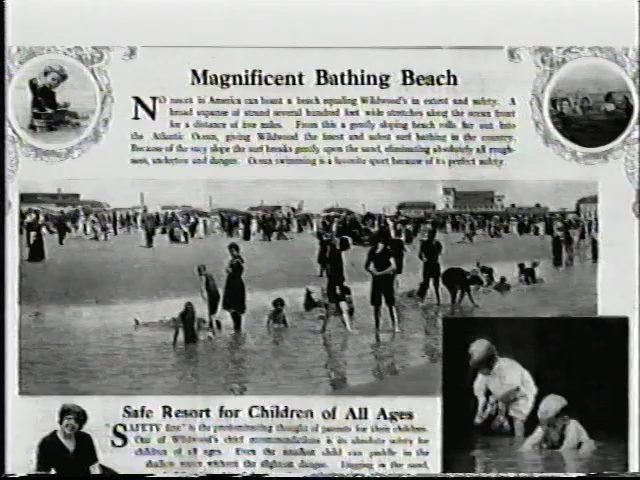 Magnificent Bathing Beach
NO resort in America can boast a beach equaling Wildwood's in extent and safety. A
broad expanse of strand several hundred feet wide stretches along the ocean front
for a distance of five miles. From this a gently sloping beach rolls far out into
the Atlantic Ocean, giving Wildwood the finest and safest surf bathing in the country.
Because of the easy slope the surf breaks gently upon the sand, eliminating absolutely all rough-
ness, undertow and danger. Ocean swimming is a favorite sport because of its perfect safety.
Safe Resort for Children of All Ages
"SAFETY first" is the predominating thought of parents for their children.
One of Wildwood's chief recommendations is its absolute safety for
children of all ages. Even the smallest child can paddle in the
shallow water without the slightest danger. Digging in the sand,